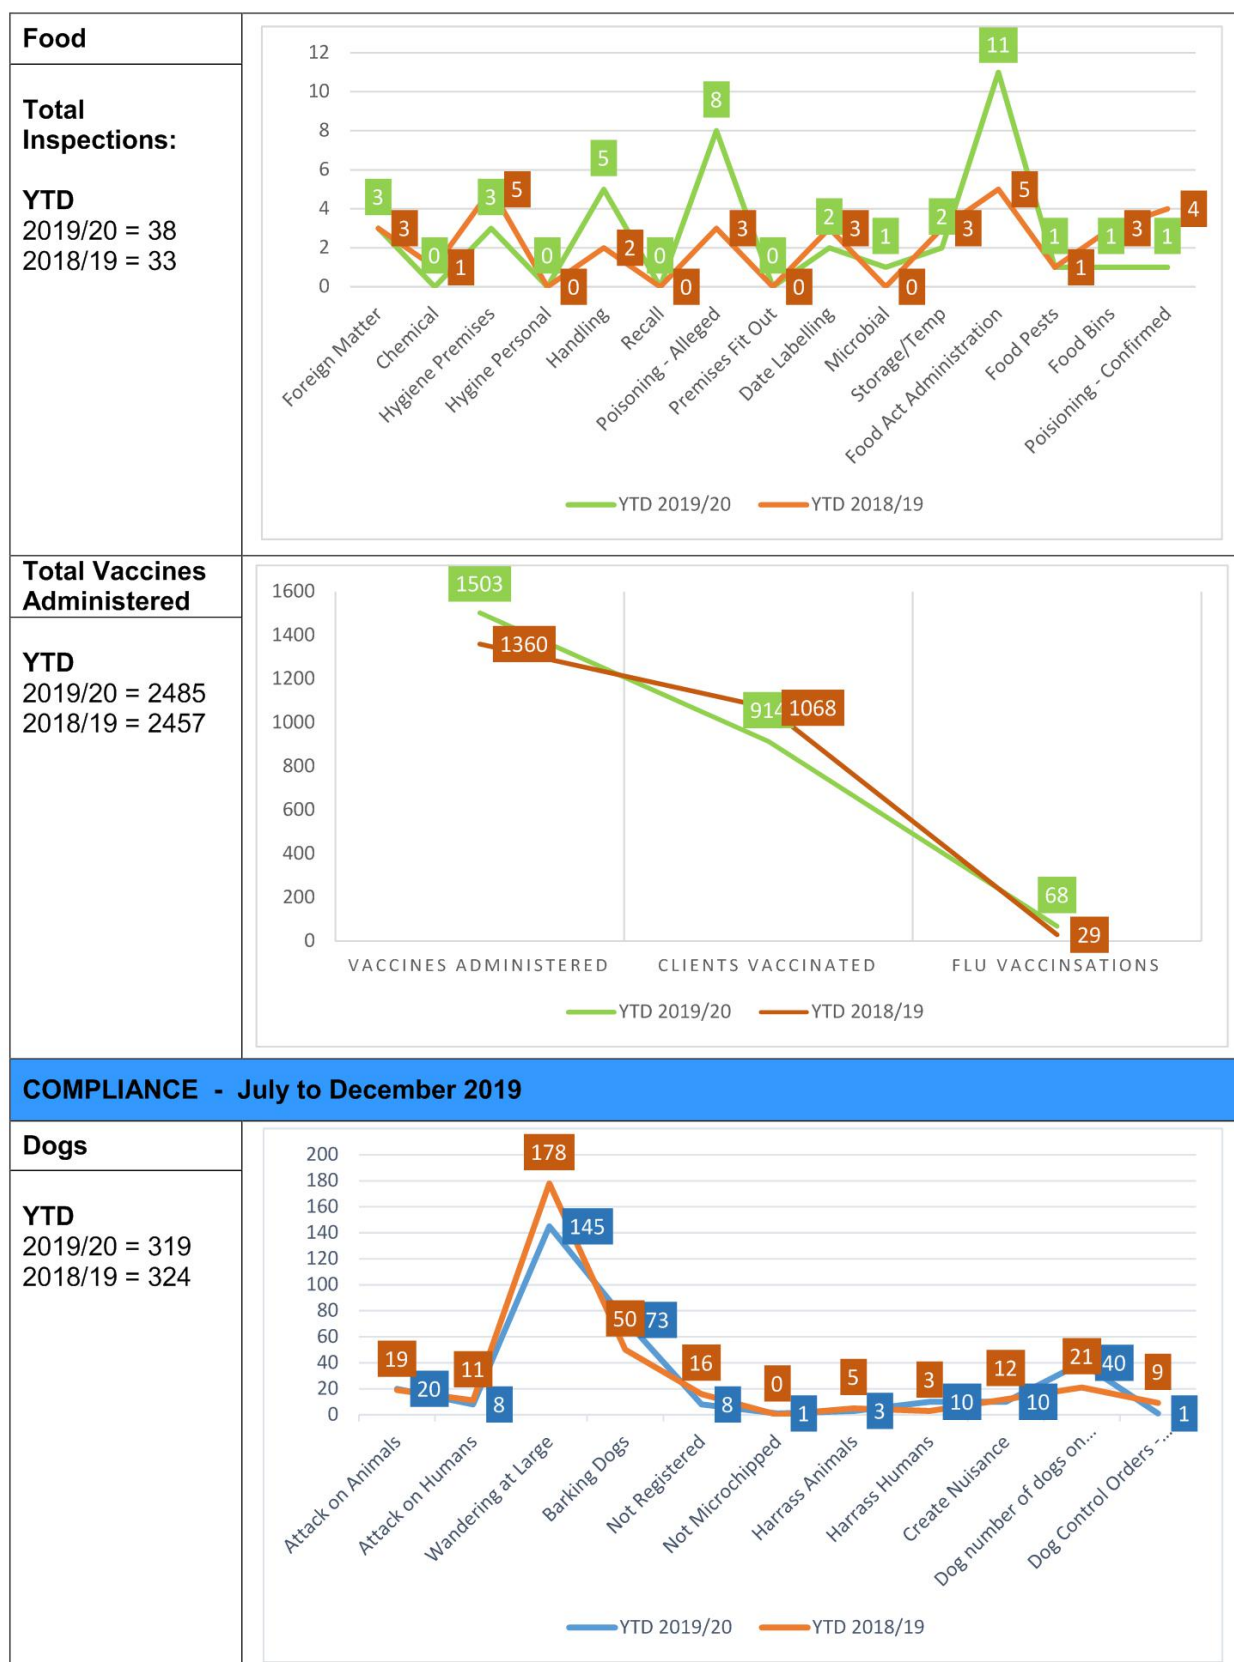 Food
Total
Inspections:
YTD
2019/20 = 38
2018/19 = 33
12
10
8
6
4
2
0
3
0
3
0
5
0
8
0
2
1
2
11
1
1
1
3
1
5
0
2
0
3
0
3
0
3
5
1
3
4
Foreign Matter
Chemical
Hygiene Premises
Hygine Personal
Handling
Recall
Poisoning - Alleged
Premises Fit Out
Date Labelling
Microbial
Storage/Temp
Food Act Administration
Food Pests
Food Bins
Poisioning - Confirmed
YTD 2019/20
YTD 2018/19
Total Vaccines
Administered
YTD
2019/20 = 2485
2018/19 = 2457
1600
1400
1200
1000
800
600
400
200
0
1503
1360
914
1068
68
29
VACCINES ADMINISTERED
CLIENTS VACCINATED
FLU VACCINSATIONS
YTD 2019/20
YTD 2018/19
COMPLIANCE - July to December 2019
Dogs
YTD
2019/20 = 319
2018/19 = 324
200
180
160
140
120
100
80
60
40
20
0
19
11
178
50
16
0
5
3
12
21
9
20
8
145
73
8
1
3
10
10
40
1
Attack on Animals
Attack on Humans
Wandering at Large
Barking Dogs
Not Registered
Not Microchipped
Harrass Animals
Harrass Humans
Create Nuisance
Dog number of dogs on...
Dog Control Orders -...
YTD 2019/20
YTD 2018/19